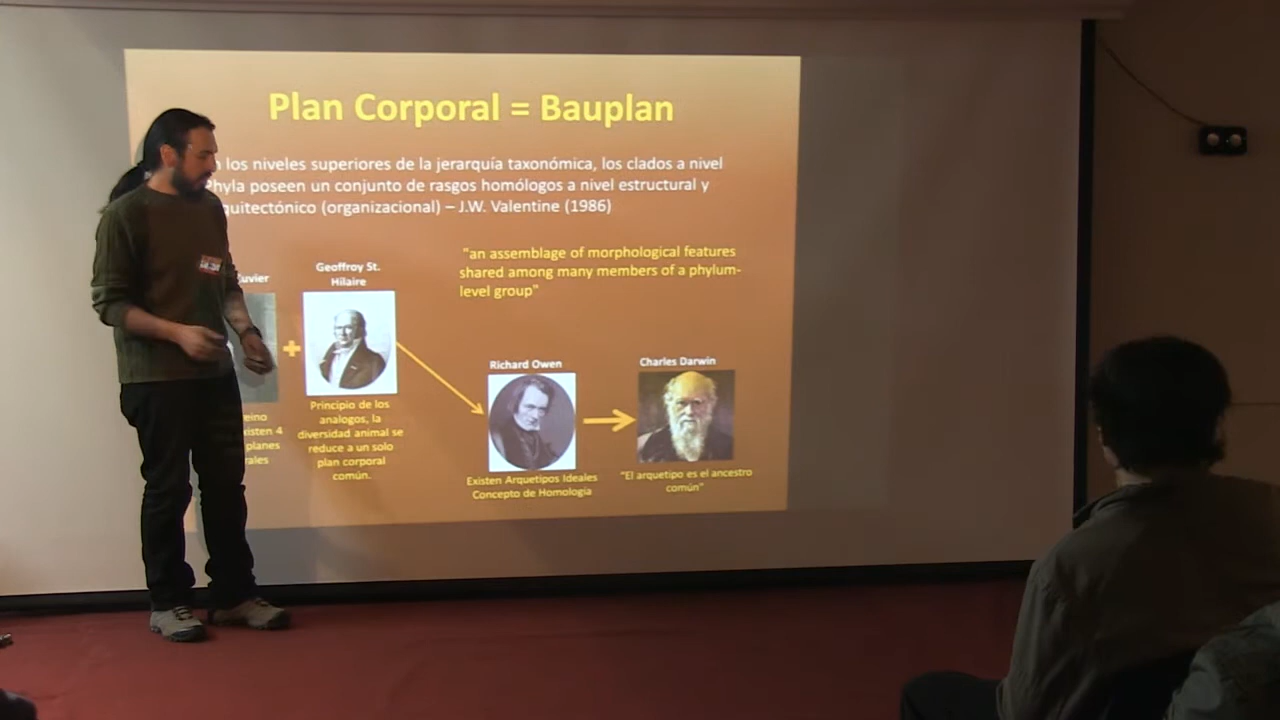 Plan Corporal = Bauplan
los niveles superiores de la jerarquía taxonómica, los clados a nivel
Phyla poseen un conjunto de rasgos homólogos a nivel estructural y
quitectónico (organizacional) – J.W. Valentine (1986)
"an assemblage of morphological features
shared among many members of a phylum-
level group"
uvier
Geoffroy St.
Hilaire
+
Richard Owen
Charles Darwin
eino
xisten 4
planes
rales
Principio de los
analogos, la
diversidad animal se
reduce a un solo
plan corporal
común.
Existen Arquetipos Ideales
Concepto de Homología
"El arquetipo es el ancestro
común"